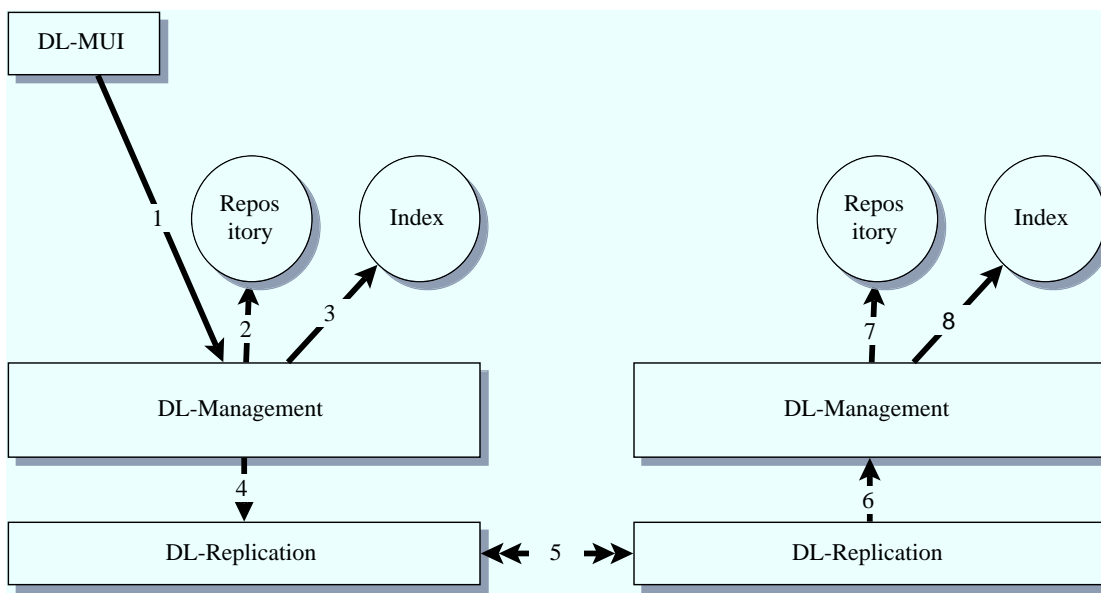 DL-MUI
1
Repos
itory
Index
2
3
DL-Management
4
DL-Replication
5
Repos
itory
Index
7
8
DL-Management
6
DL-Replication